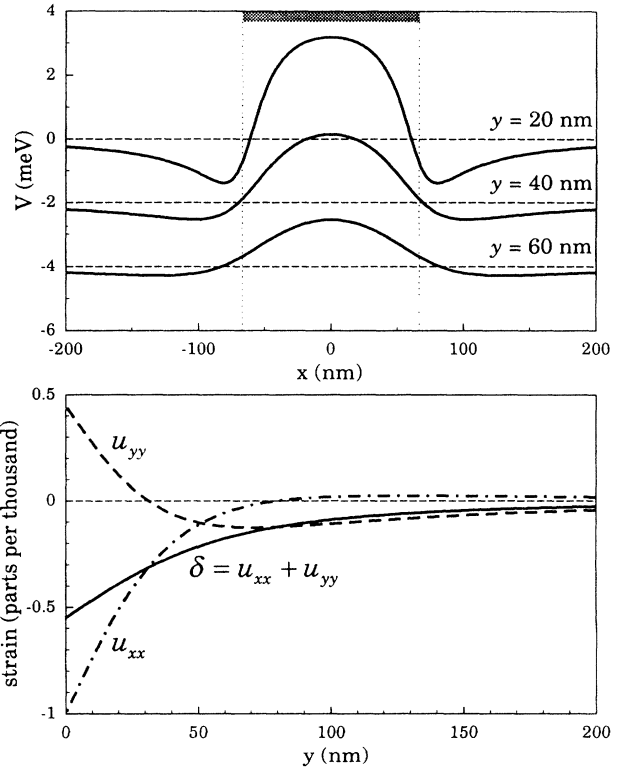 4
2
0
-2
-4
-6
V (meV)
y = 20 nm
y = 40 nm
y = 60 nm
-200 -100 0 100 200
x (nm)
0.5
0
-0.5
-1
strain (parts per thousand)
u_yy
δ = u_xx + u_yy
u_xx
0 50 100 150 200
y (nm)